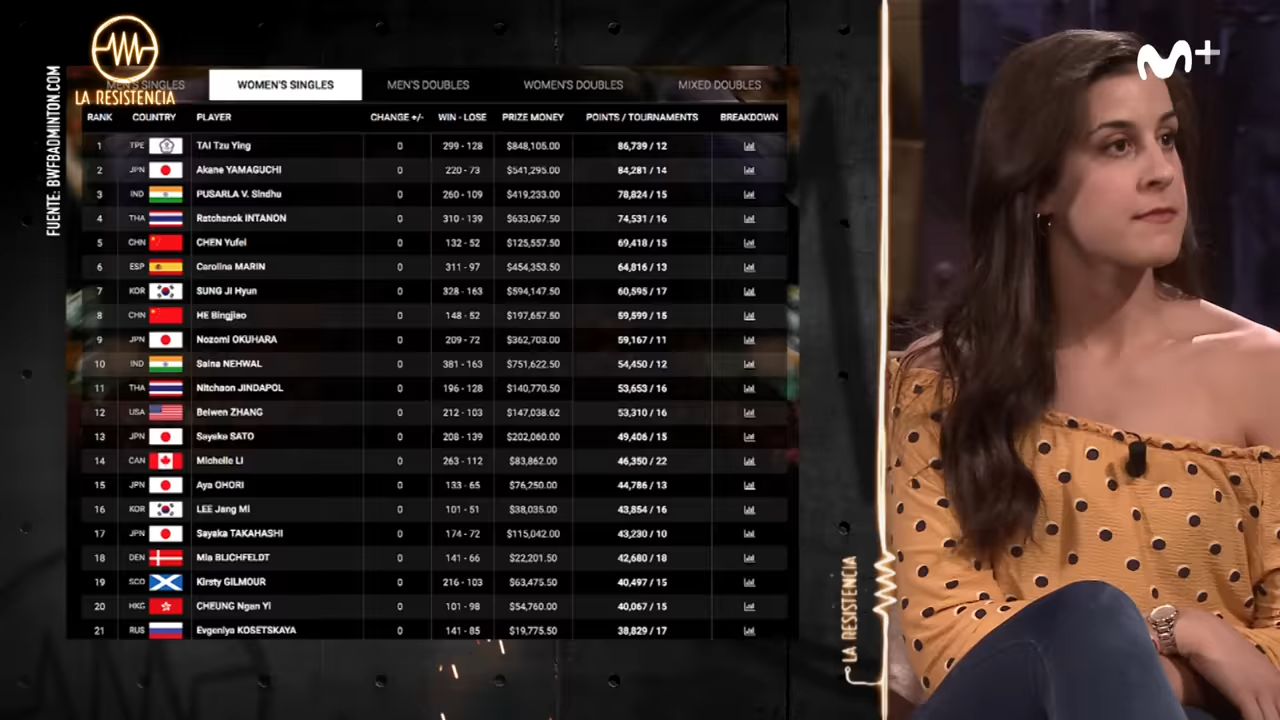 M+
LA RESISTENCIA
FUENTE: BWFBADMINTON.COM
MEN'S SINGLES WOMEN'S SINGLES MEN'S DOUBLES WOMEN'S DOUBLES MIXED DOUBLES
RANK COUNTRY PLAYER CHANGE +/- WIN - LOSE PRIZE MONEY POINTS / TOURNAMENTS BREAKDOWN
1 TPE TAI Tzu Ying 0 299 - 128 $848,105.00 86,739 / 12
2 JPN Akane YAMAGUCHI 0 220 - 73 $541,295.00 84,281 / 14
3 IND PUSARLA V. Sindhu 0 260 - 109 $419,233.00 78,824 / 15
4 THA Ratchanok INTANON 0 310 - 139 $633,067.50 74,531 / 16
5 CHN CHEN Yufei 0 132 - 52 $125,557.50 69,418 / 15
6 ESP Carolina MARIN 0 311 - 97 $454,353.50 64,816 / 13
7 KOR SUNG Ji Hyun 0 328 - 163 $594,147.50 60,595 / 17
8 CHN HE Bingjiao 0 148 - 52 $197,657.50 59,599 / 15
9 JPN Nozomi OKUHARA 0 209 - 72 $362,703.00 59,167 / 11
10 IND Saina NEHWAL 0 381 - 163 $751,622.50 54,450 / 12
11 THA Nitchaon JINDAPOL 0 196 - 128 $140,770.50 53,653 / 16
12 USA Beiwen ZHANG 0 212 - 103 $147,038.62 53,310 / 16
13 JPN Sayaka SATO 0 208 - 139 $202,060.00 49,406 / 15
14 CAN Michelle LI 0 263 - 112 $83,862.00 46,350 / 22
15 JPN Aya OHORI 0 133 - 65 $76,250.00 44,786 / 13
16 KOR LEE Jang Mi 0 101 - 51 $38,035.00 43,854 / 16
17 JPN Sayaka TAKAHASHI 0 174 - 72 $115,042.00 43,230 / 10
18 DEN Mia BLICHFELDT 0 141 - 66 $22,201.50 42,680 / 18
19 SCO Kirsty GILMOUR 0 216 - 103 $63,475.50 40,497 / 15
20 HKG CHEUNG Ngan Yi 0 101 - 98 $54,760.00 40,067 / 15
21 RUS Evgeniya KOSETSKAYA 0 141 - 85 $19,775.50 38,829 / 17
LA RESISTENCIA